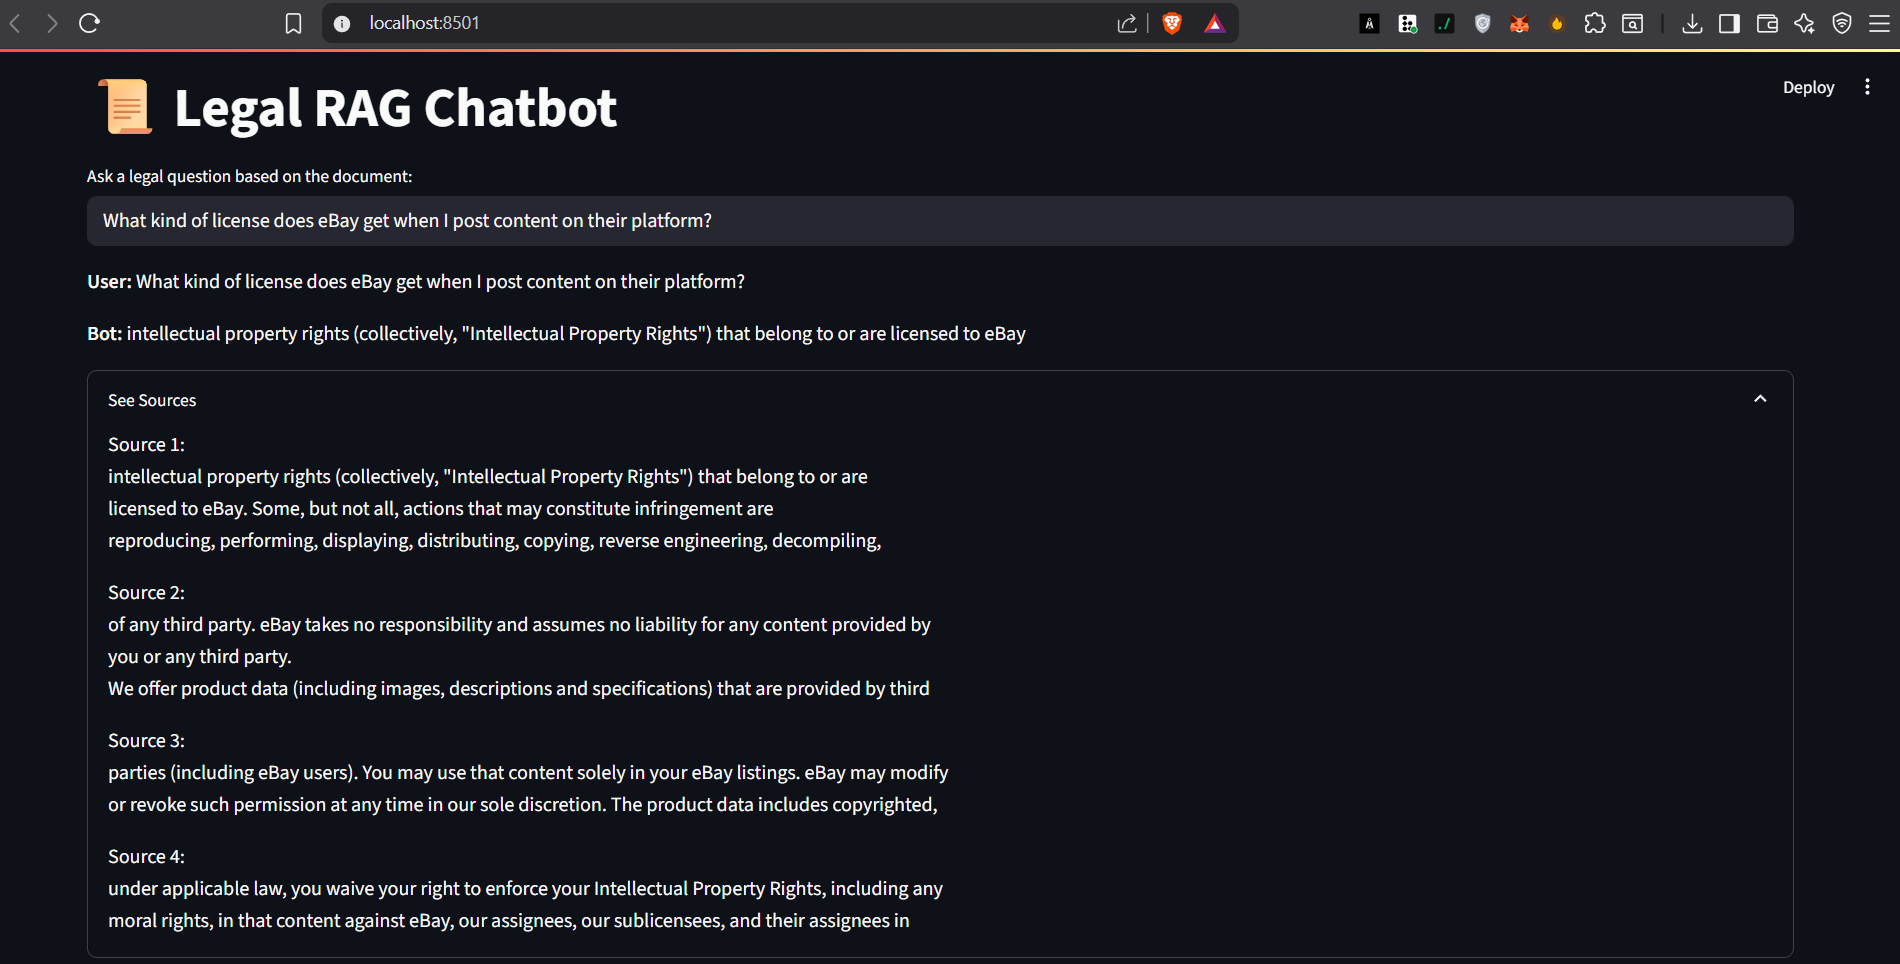 localhost:8501
Deploy
Legal RAG Chatbot
Ask a legal question based on the document:
What kind of license does eBay get when I post content on their platform?
User: What kind of license does eBay get when I post content on their platform?
Bot: intellectual property rights (collectively, "Intellectual Property Rights") that belong to or are licensed to eBay
See Sources
Source 1:
intellectual property rights (collectively, "Intellectual Property Rights") that belong to or are
licensed to eBay. Some, but not all, actions that may constitute infringement are
reproducing, performing, displaying, distributing, copying, reverse engineering, decompiling,
Source 2:
of any third party. eBay takes no responsibility and assumes no liability for any content provided by
you or any third party.
We offer product data (including images, descriptions and specifications) that are provided by third
Source 3:
parties (including eBay users). You may use that content solely in your eBay listings. eBay may modify
or revoke such permission at any time in our sole discretion. The product data includes copyrighted,
Source 4:
under applicable law, you waive your right to enforce your Intellectual Property Rights, including any
moral rights, in that content against eBay, our assignees, our sublicensees, and their assignees in